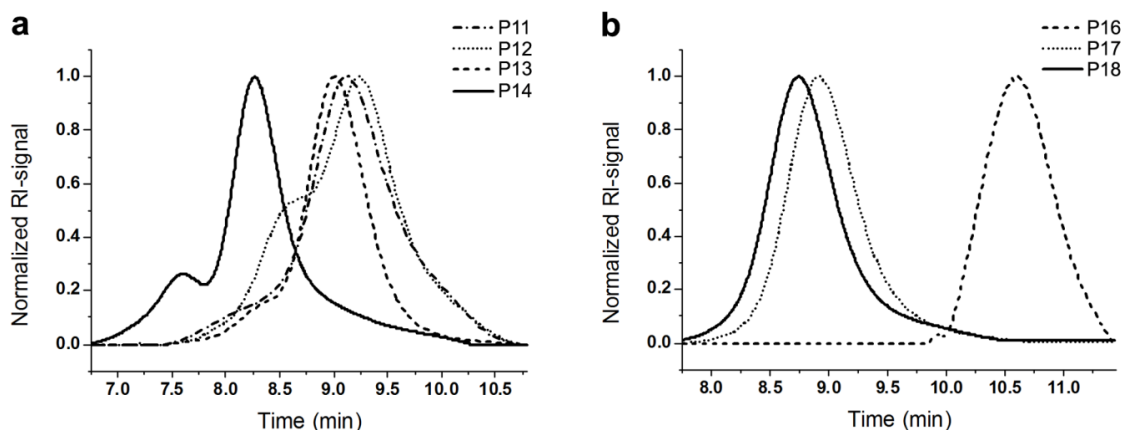 a
P11
P12
P13
P14
1.0
0.8
0.6
0.4
0.2
0.0
Normalized RI-signal
7.0 7.5 8.0 8.5 9.0 9.5 10.0 10.5
Time (min)
b
P16
P17
P18
1.0
0.8
0.6
0.4
0.2
0.0
Normalized RI-signal
8.0 8.5 9.0 9.5 10.0 10.5 11.0
Time (min)